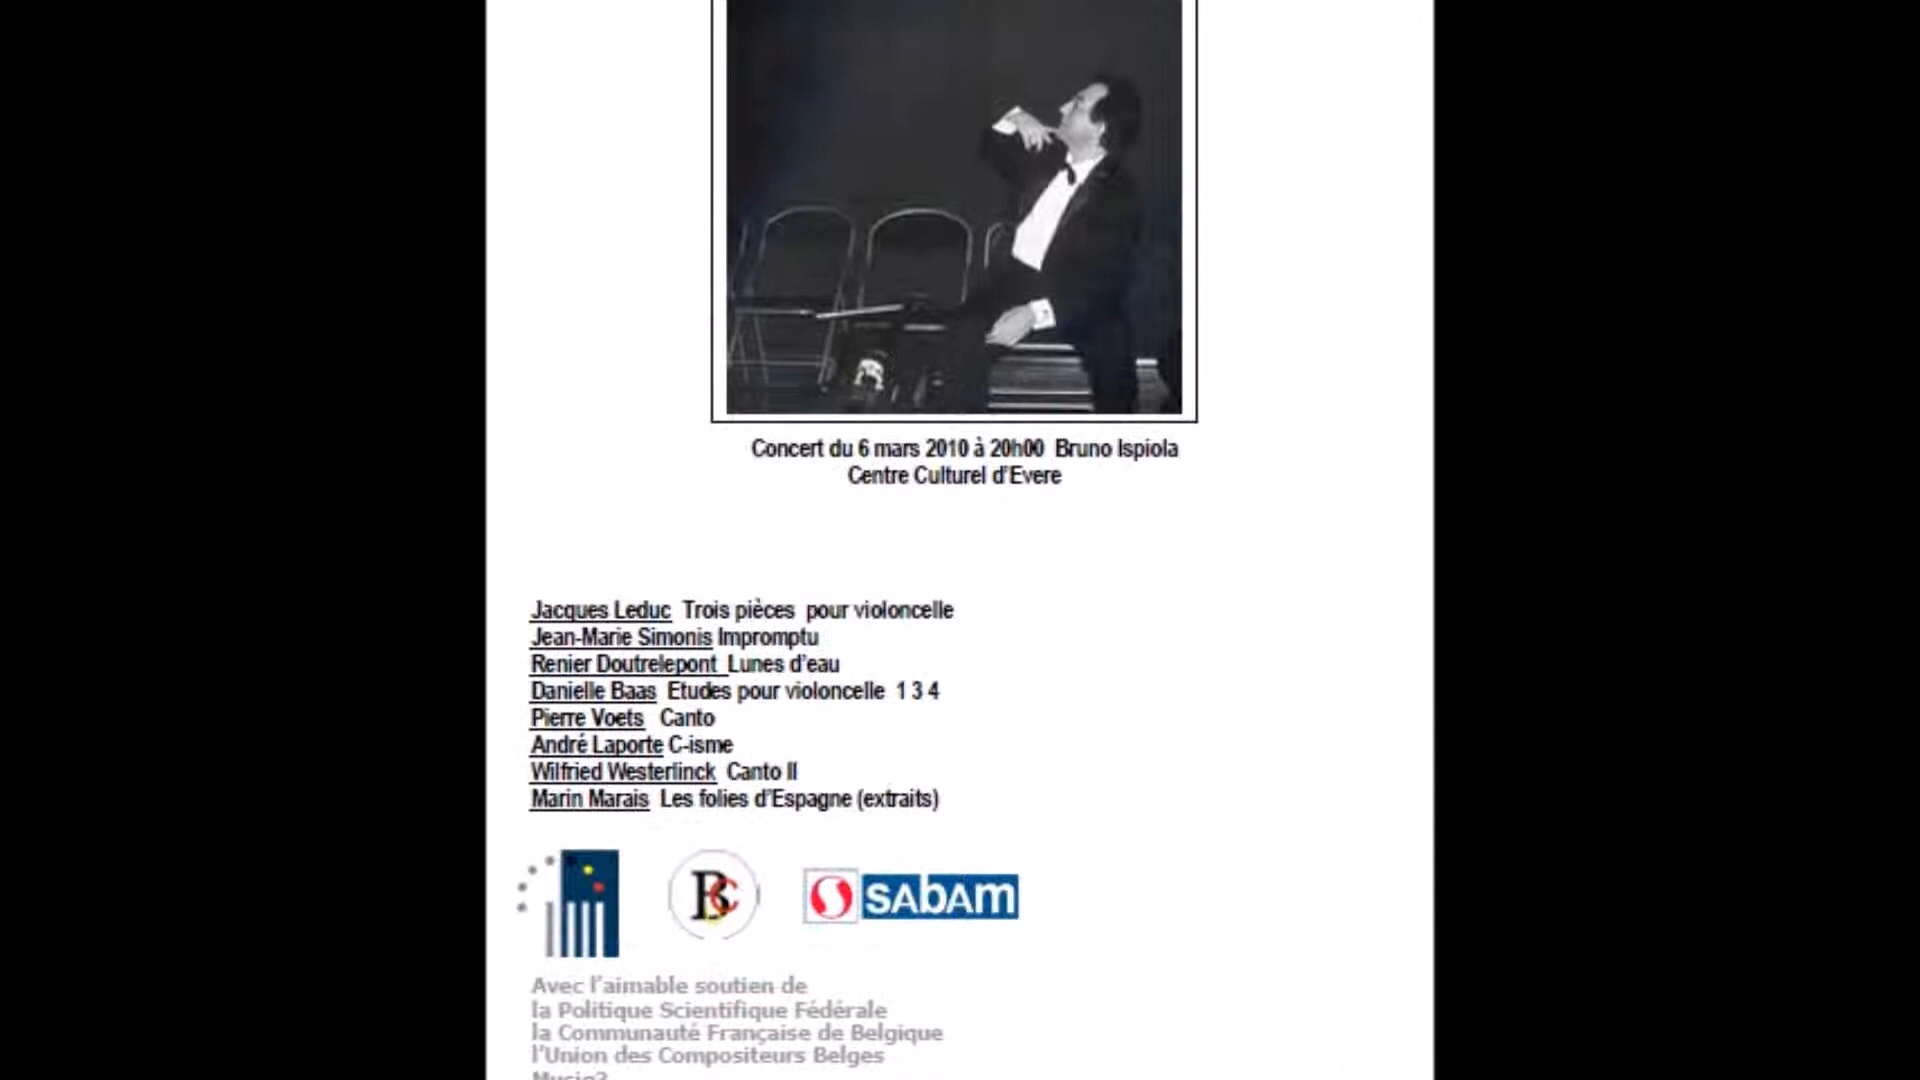 Concert du 6 mars 2010 à 20h00 Bruno Ispiola
Centre Culturel d'Evere
Jacques Leduc Trois pièces pour violoncelle
Jean-Marie Simonis Impromptu
Renier Doutrelepont Lunes d'eau
Danielle Baas Etudes pour violoncelle 1 3 4
Pierre Voets Canto
André Laporte C-isme
Wilfried Westerlinck Canto II
Marin Marais Les folies d'Espagne (extraits)
BC
sabam
Avec l'aimable soutien de
la Politique Scientifique Fédérale
la Communauté Française de Belgique
l'Union des Compositeurs Belges